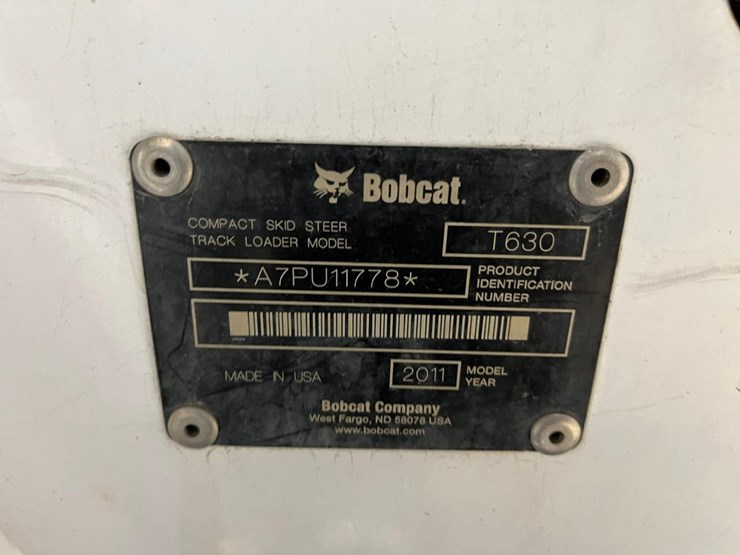 Bobcat.
COMPACT SKID STEER
TRACK LOADER MODEL
T630
*A7PU11778*
PRODUCT
IDENTIFICATION
NUMBER
MADE IN USA
2011
MODEL
YEAR
Bobcat Company
West Fargo, ND 58078 USA
www.bobcat.com